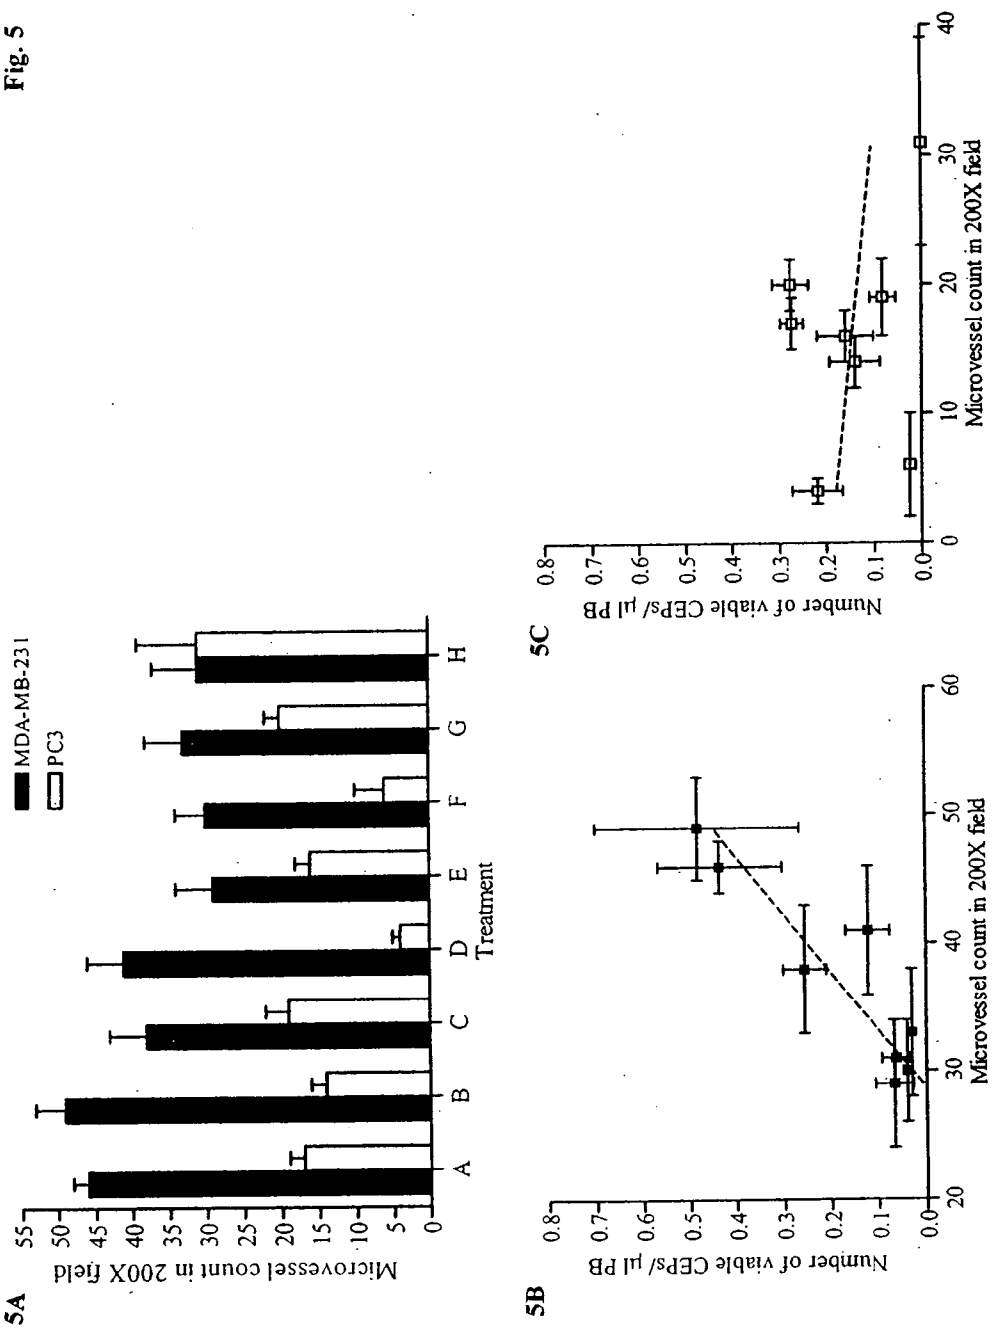 Fig. 5
5A
MDA-MB-231
PC3
Microvessel count in 200X field
55
50
45
40
35
30
25
20
15
10
5
0
A
B
C
D
E
F
G
H
Treatment
5B
Number of viable CEPs/ µl PB
0.8
0.7
0.6
0.5
0.4
0.3
0.2
0.1
0.0
20
30
40
50
60
Microvessel count in 200X field
5C
Number of viable CEPs/ µl PB
0.8
0.7
0.6
0.5
0.4
0.3
0.2
0.1
0.0
0
10
20
30
40
Microvessel count in 200X field